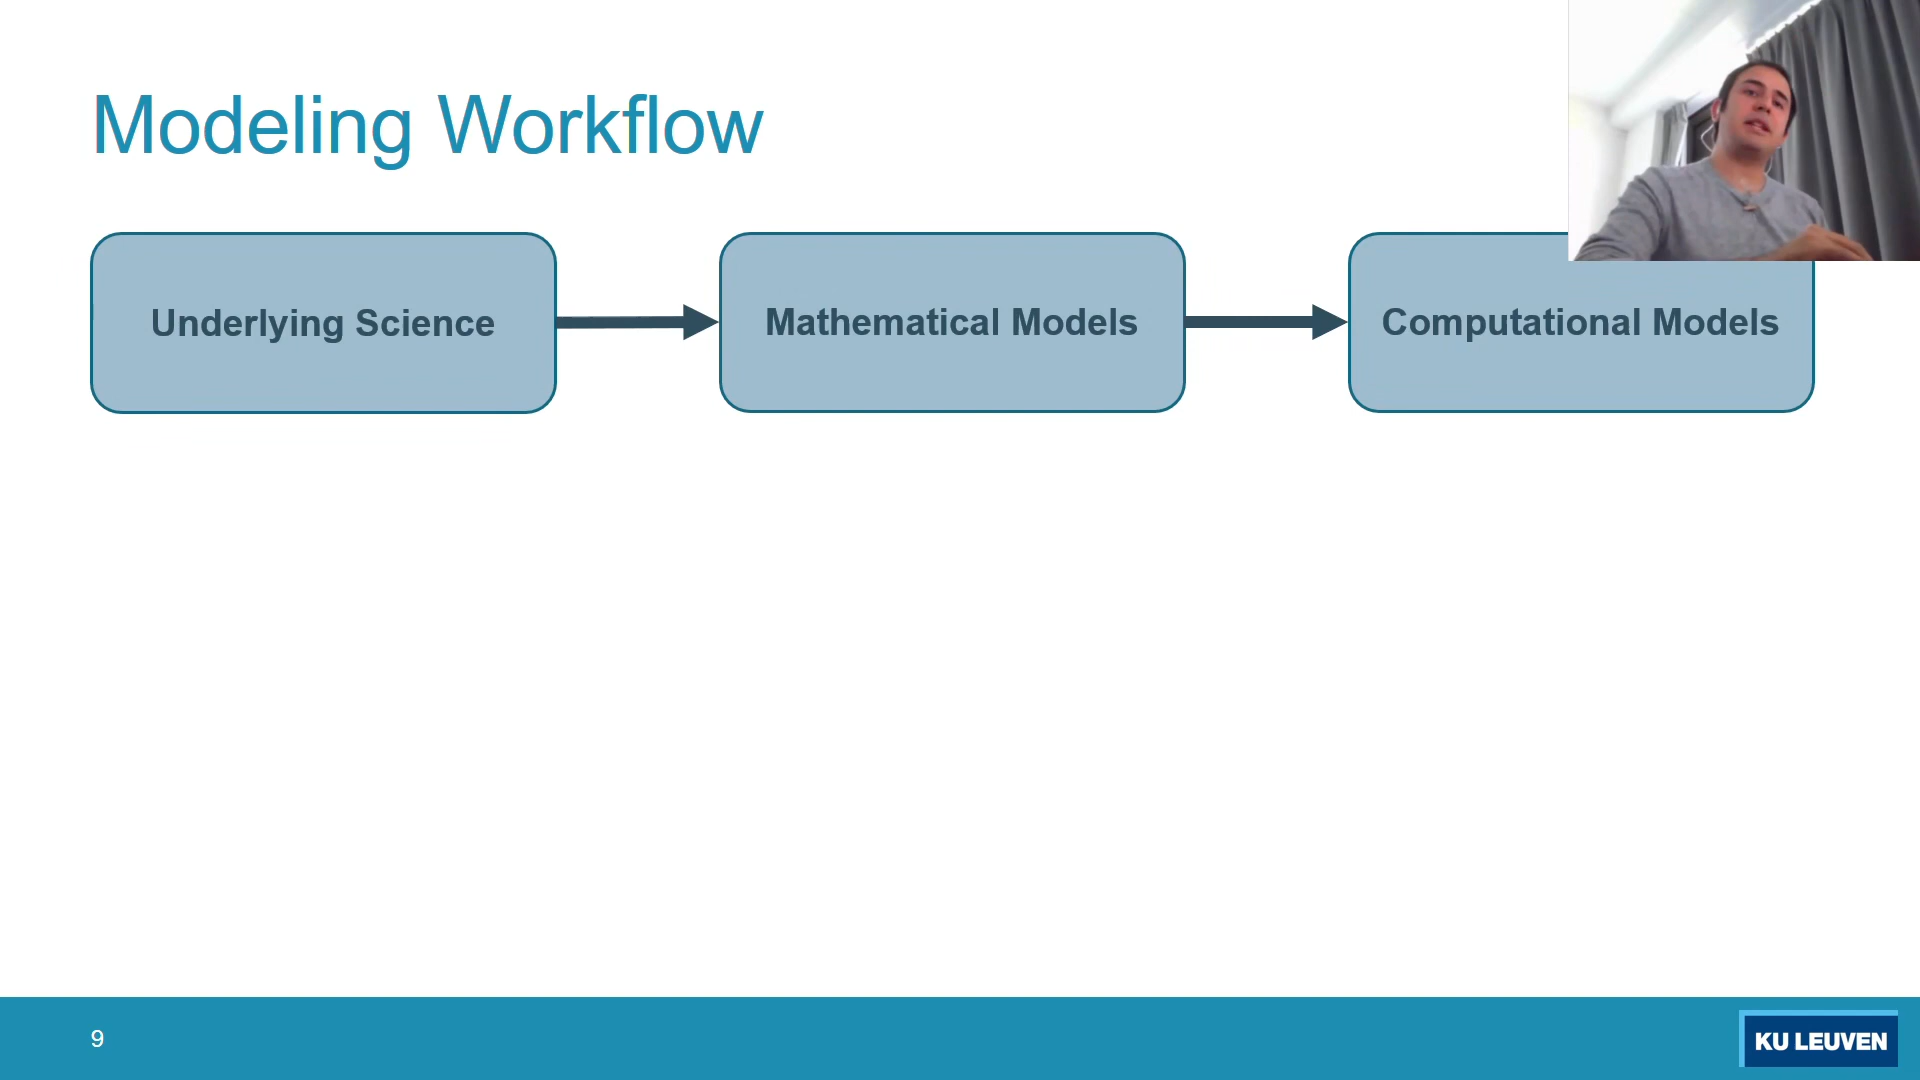 Modeling Workflow
Underlying Science
Mathematical Models
Computational Models
9
KU LEUVEN